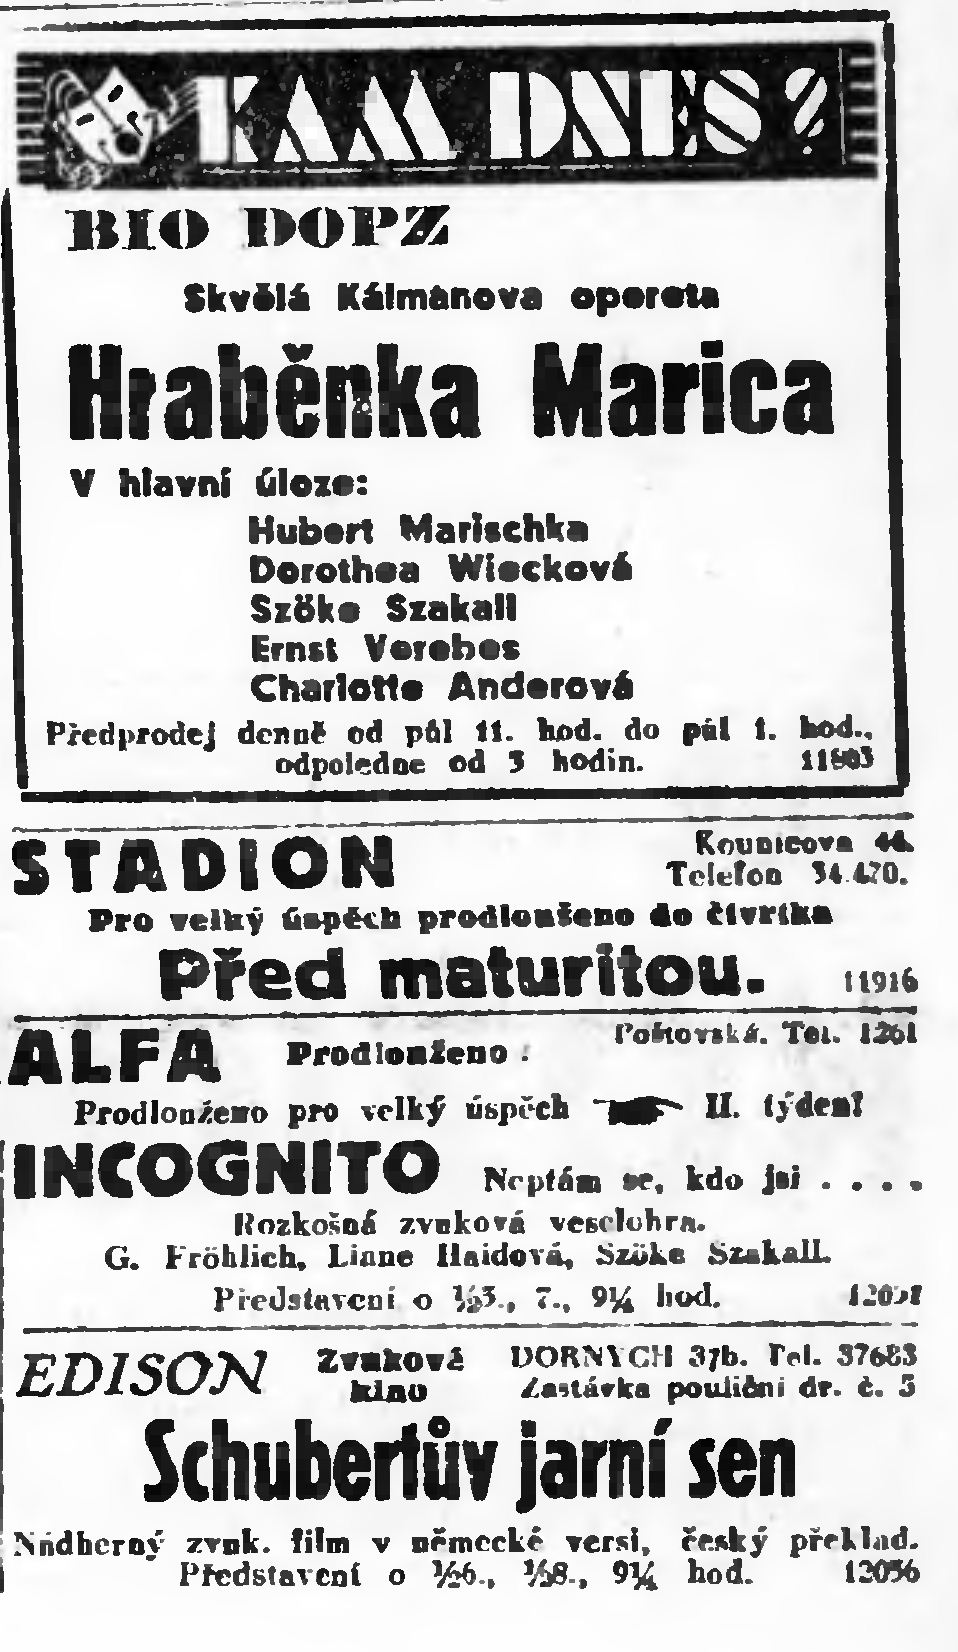 KAM DNES?
BIO DOPZ
Skvělá Kálmánova opereta
Hraběnka Marica
V hlavní úloze:
Hubert Marischka
Dorothea Wiecková
Szöke Szakall
Ernst Verebes
Charlotte Anderová
Předprodej denně od půl 11. hod. do půl 1. hod.,
odpoledne od 3 hodin. 11803
STADION
Kounicova 44.
Telefon 34.470.
Pro velký úspěch prodlouženo do čtvrtka
Před maturitou. 11916
ALFA Prodlouženo! Poštovská. Tel. 1261
Prodlouženo pro velký úspěch II. týden!
INCOGNITO Neptám se, kdo jsi . . . .
Rozkošná zvuková veselohra.
G. Fröhlich, Liane Haidová, Szöke Szakall.
Představení o ½5., 7., 9¼ hod.
EDISON Zvuková kino
DORNYCH 37b. Tel. 37683
Zastávka pouliční dr. č. 5
Schubertův jarní sen
Nádherný zvuk. film v německé versi, český překlad.
Představení o ½6., ½8., 9¼ hod. 12056